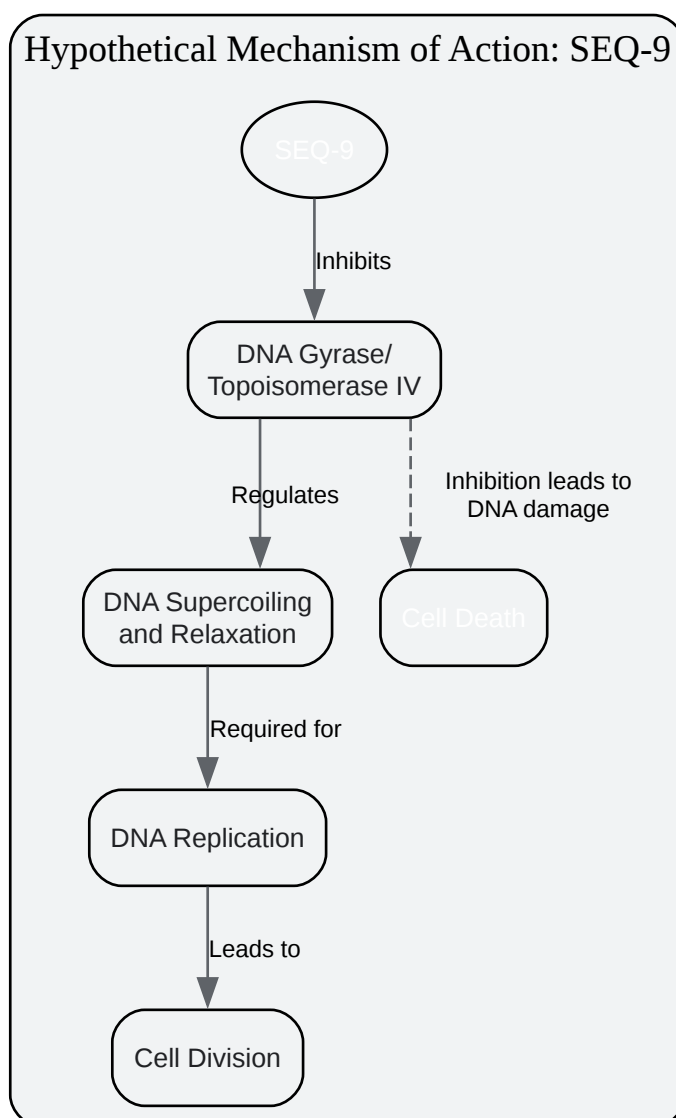 Hypothetical Mechanism of Action: SEQ-9
SEQ-9
Inhibits
DNA Gyrase/
Topoisomerase IV
Regulates
Inhibition leads to
DNA damage
DNA Supercoiling
and Relaxation
Cell Death
Required for
DNA Replication
Leads to
Cell Division